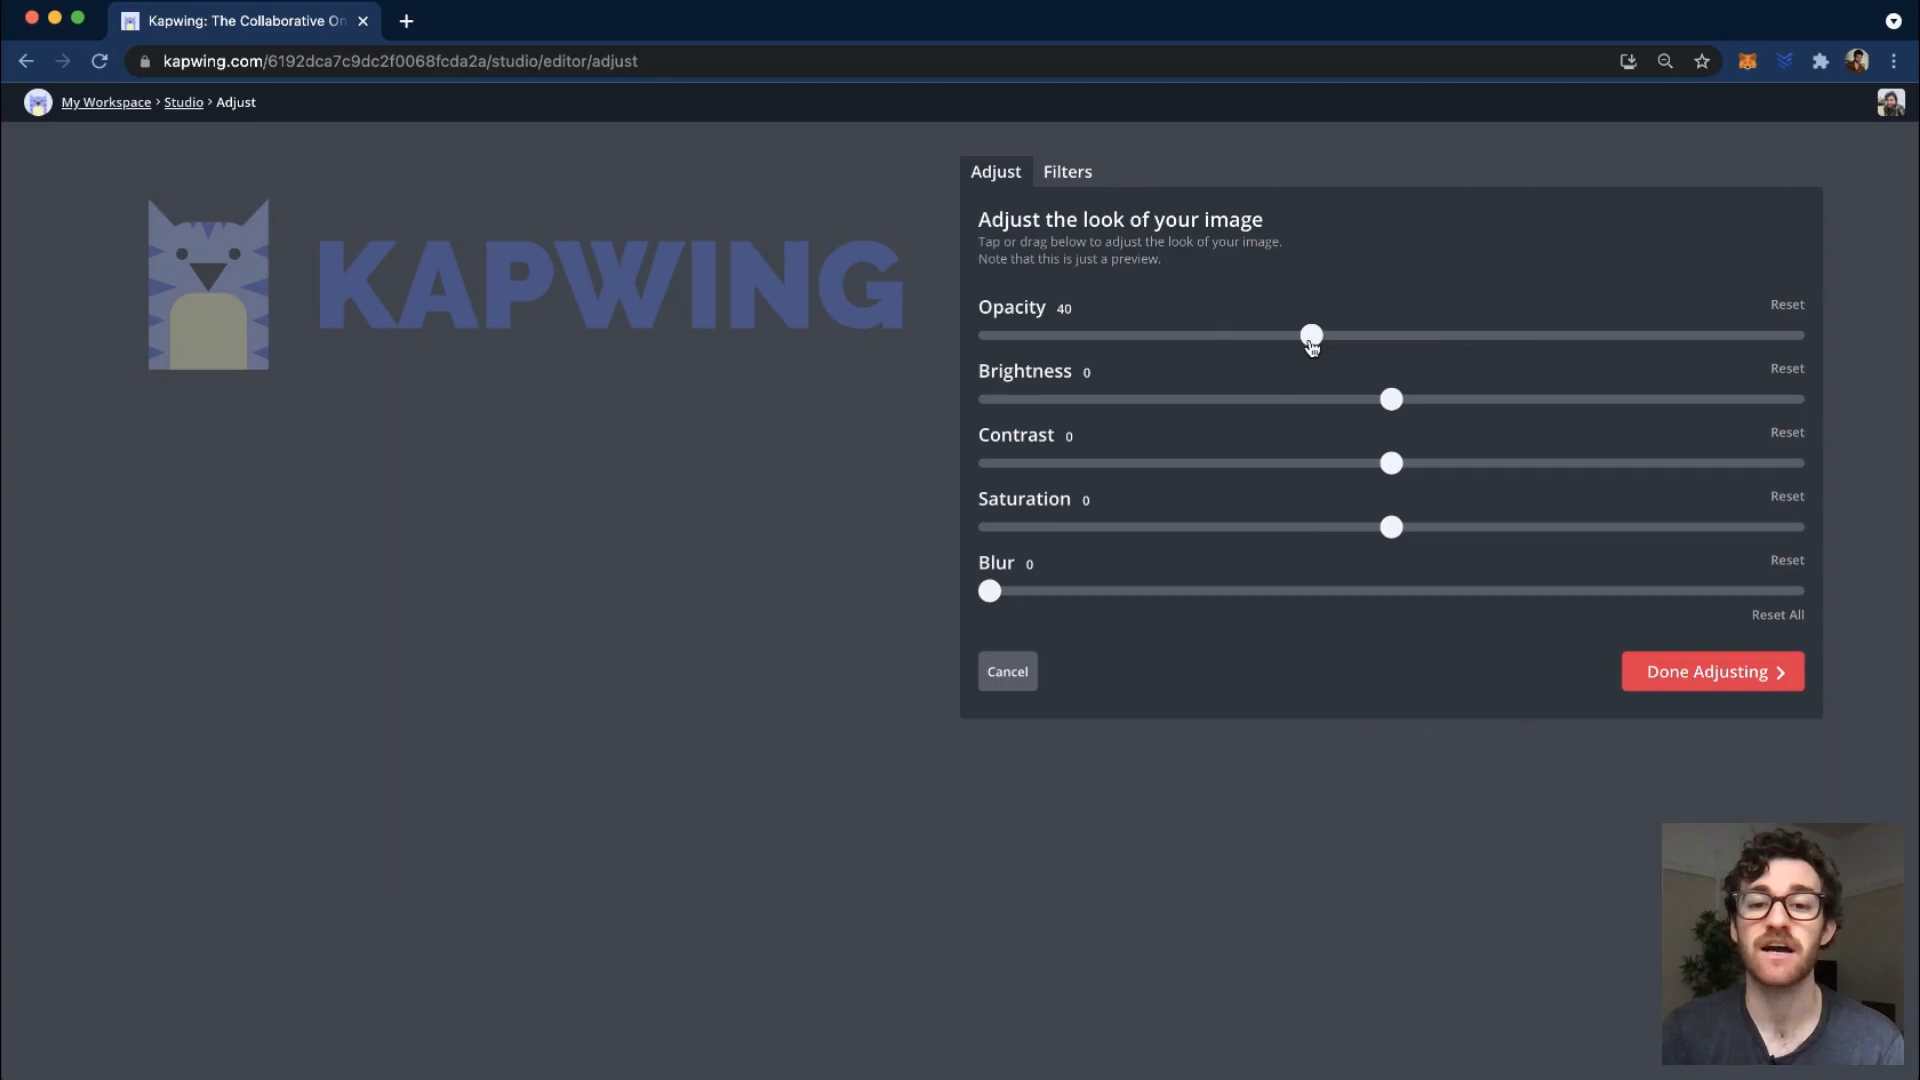 Kapwing: The Collaborative On
kapwing.com/6192dca7c9dc2f0068fcda2a/studio/editor/adjust
My Workspace › Studio › Adjust
KAPWING
Adjust Filters
Adjust the look of your image
Tap or drag below to adjust the look of your image.
Note that this is just a preview.
Opacity 40 Reset
Brightness 0 Reset
Contrast 0 Reset
Saturation 0 Reset
Blur 0 Reset
Reset All
Cancel Done Adjusting